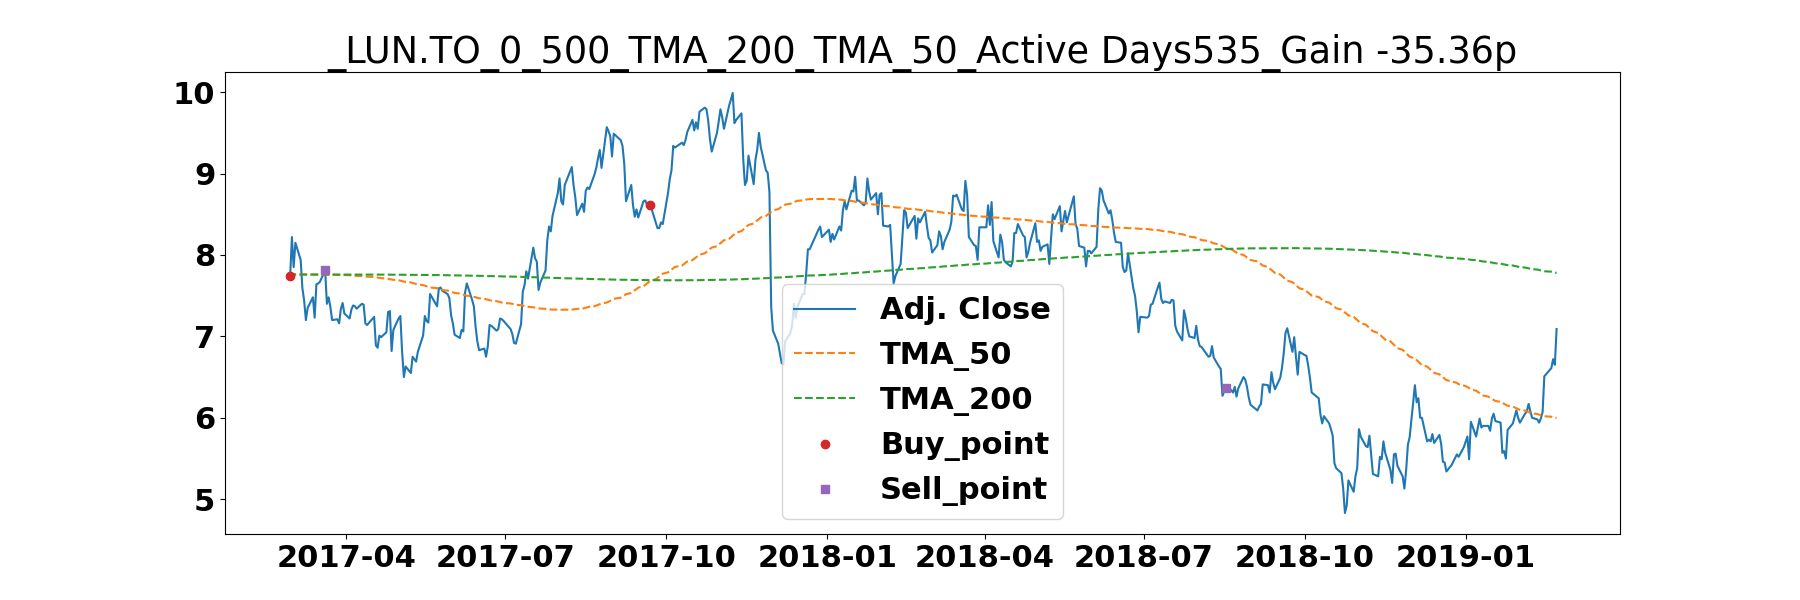 _LUN.TO_0_500_TMA_200_TMA_50_Active Days535_Gain -35.36p
10
9
8
7
6
5
Adj. Close
TMA_50
TMA_200
Buy_point
Sell_point
2017-04 2017-07 2017-10 2018-01 2018-04 2018-07 2018-10 2019-01